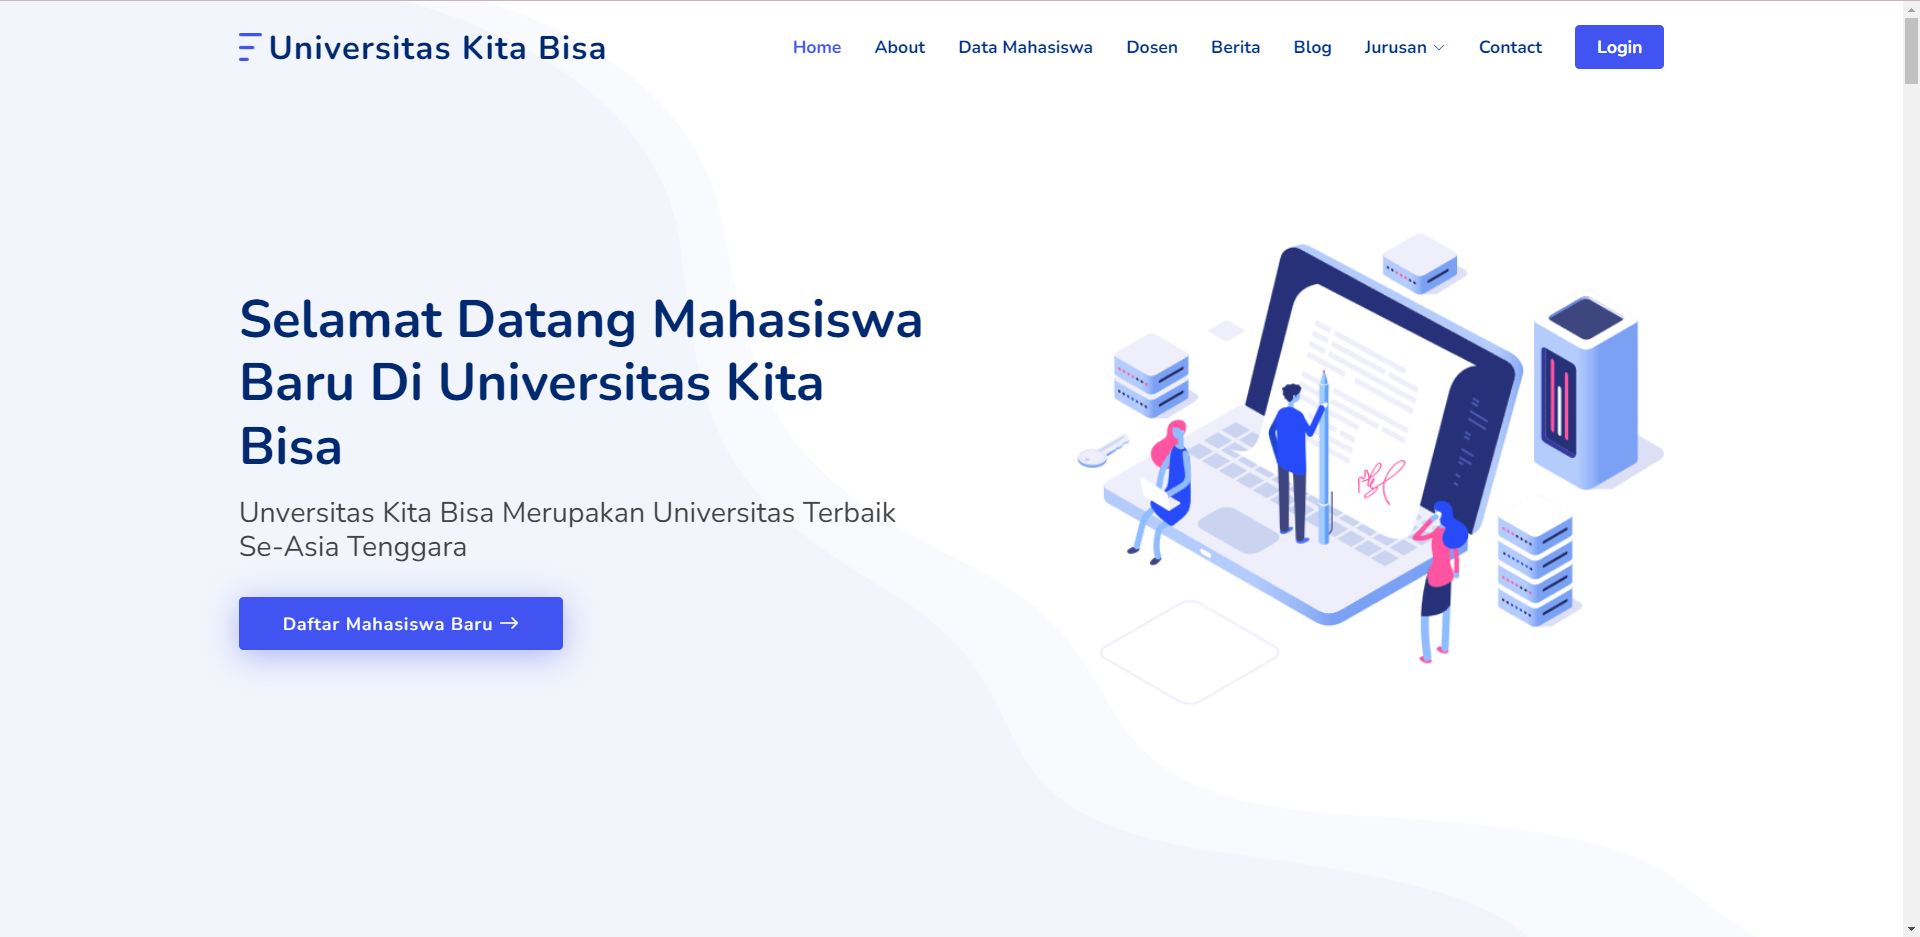 Universitas Kita Bisa
Home About Data Mahasiswa Dosen Berita Blog Jurusan Contact Login
Selamat Datang Mahasiswa
Baru Di Universitas Kita
Bisa
Unversitas Kita Bisa Merupakan Universitas Terbaik
Se-Asia Tenggara
Daftar Mahasiswa Baru →